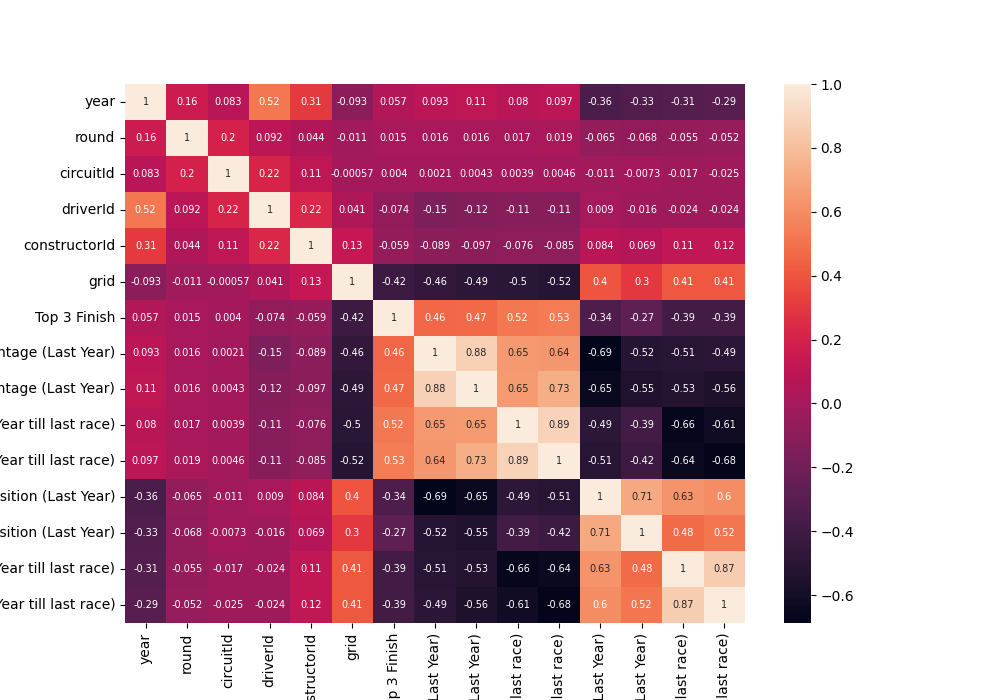 year 1 0.16 0.083 0.52 0.31 -0.093 0.057 0.093 0.11 0.08 0.097 -0.36 -0.33 -0.31 -0.29
round 0.16 1 0.2 0.092 0.044 -0.011 0.015 0.016 0.016 0.017 0.019 -0.065 -0.068 -0.055 -0.052
circuitId 0.083 0.2 1 0.22 0.11 -0.00057 0.004 0.0021 0.0043 0.0039 0.0046 -0.011 -0.0073 -0.017 -0.025
driverId 0.52 0.092 0.22 1 0.22 0.041 -0.074 -0.15 -0.12 -0.11 -0.11 0.009 -0.016 -0.024 -0.024
constructorId 0.31 0.044 0.11 0.22 1 0.13 -0.059 -0.089 -0.097 -0.076 -0.085 0.084 0.069 0.11 0.12
grid -0.093 -0.011 -0.00057 0.041 0.13 1 -0.42 -0.46 -0.49 -0.5 -0.52 0.4 0.3 0.41 0.41
Top 3 Finish 0.057 0.015 0.004 -0.074 -0.059 -0.42 1 0.46 0.47 0.52 0.53 -0.34 -0.27 -0.39 -0.39
ntage (Last Year) 0.093 0.016 0.0021 -0.15 -0.089 -0.46 0.46 1 0.88 0.65 0.64 -0.69 -0.52 -0.51 -0.49
ntage (Last Year) 0.11 0.016 0.0043 -0.12 -0.097 -0.49 0.47 0.88 1 0.65 0.73 -0.65 -0.55 -0.53 -0.56
Year till last race) 0.08 0.017 0.0039 -0.11 -0.076 -0.5 0.52 0.65 0.65 1 0.89 -0.49 -0.39 -0.66 -0.61
Year till last race) 0.097 0.019 0.0046 -0.11 -0.085 -0.52 0.53 0.64 0.73 0.89 1 -0.51 -0.42 -0.64 -0.68
sition (Last Year) -0.36 -0.065 -0.011 0.009 0.084 0.4 -0.34 -0.69 -0.65 -0.49 -0.51 1 0.71 0.63 0.6
sition (Last Year) -0.33 -0.068 -0.0073 -0.016 0.069 0.3 -0.27 -0.52 -0.55 -0.39 -0.42 0.71 1 0.48 0.52
Year till last race) -0.31 -0.055 -0.017 -0.024 0.11 0.41 -0.39 -0.51 -0.53 -0.66 -0.64 0.63 0.48 1 0.87
Year till last race) -0.29 -0.052 -0.025 -0.024 0.12 0.41 -0.39 -0.49 -0.56 -0.61 -0.68 0.6 0.52 0.87 1
year
round
circuitId
driverId
structorId
grid
p 3 Finish
Last Year)
Last Year)
last race)
last race)
Last Year)
Last Year)
last race)
last race)
1.0
0.8
0.6
0.4
0.2
0.0
−0.2
−0.4
−0.6